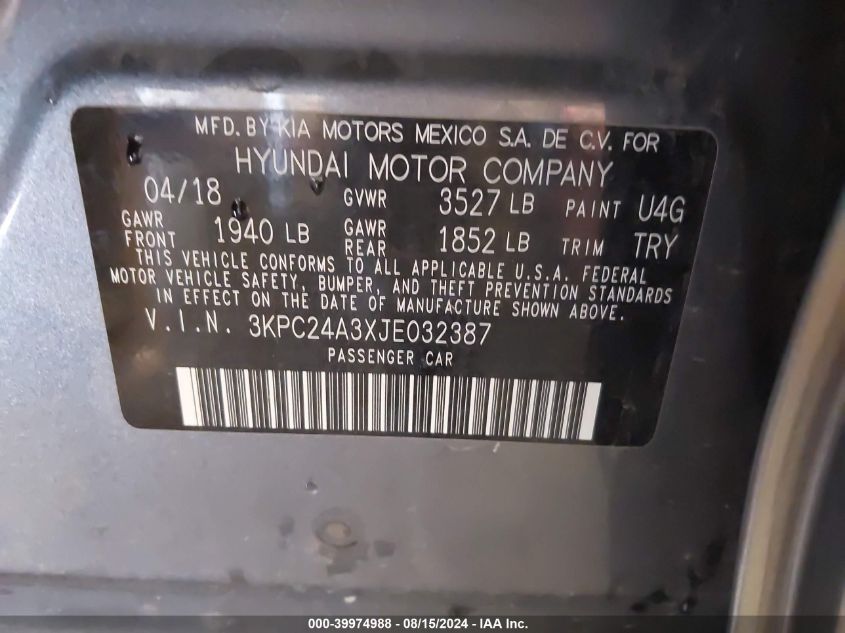 MFD. BY KIA MOTORS MEXICO S.A. DE C.V. FOR
HYUNDAI MOTOR COMPANY
04/18 GVWR 3527 LB PAINT U4G
GAWR FRONT 1940 LB GAWR REAR 1852 LB TRIM TRY
THIS VEHICLE CONFORMS TO ALL APPLICABLE U.S.A. FEDERAL
MOTOR VEHICLE SAFETY, BUMPER, AND THEFT PREVENTION STANDARDS
IN EFFECT ON THE DATE OF MANUFACTURE SHOWN ABOVE.
V.I.N. 3KPC24A3XJE032387
PASSENGER CAR
000-39974988 - 08/15/2024 - IAA Inc.